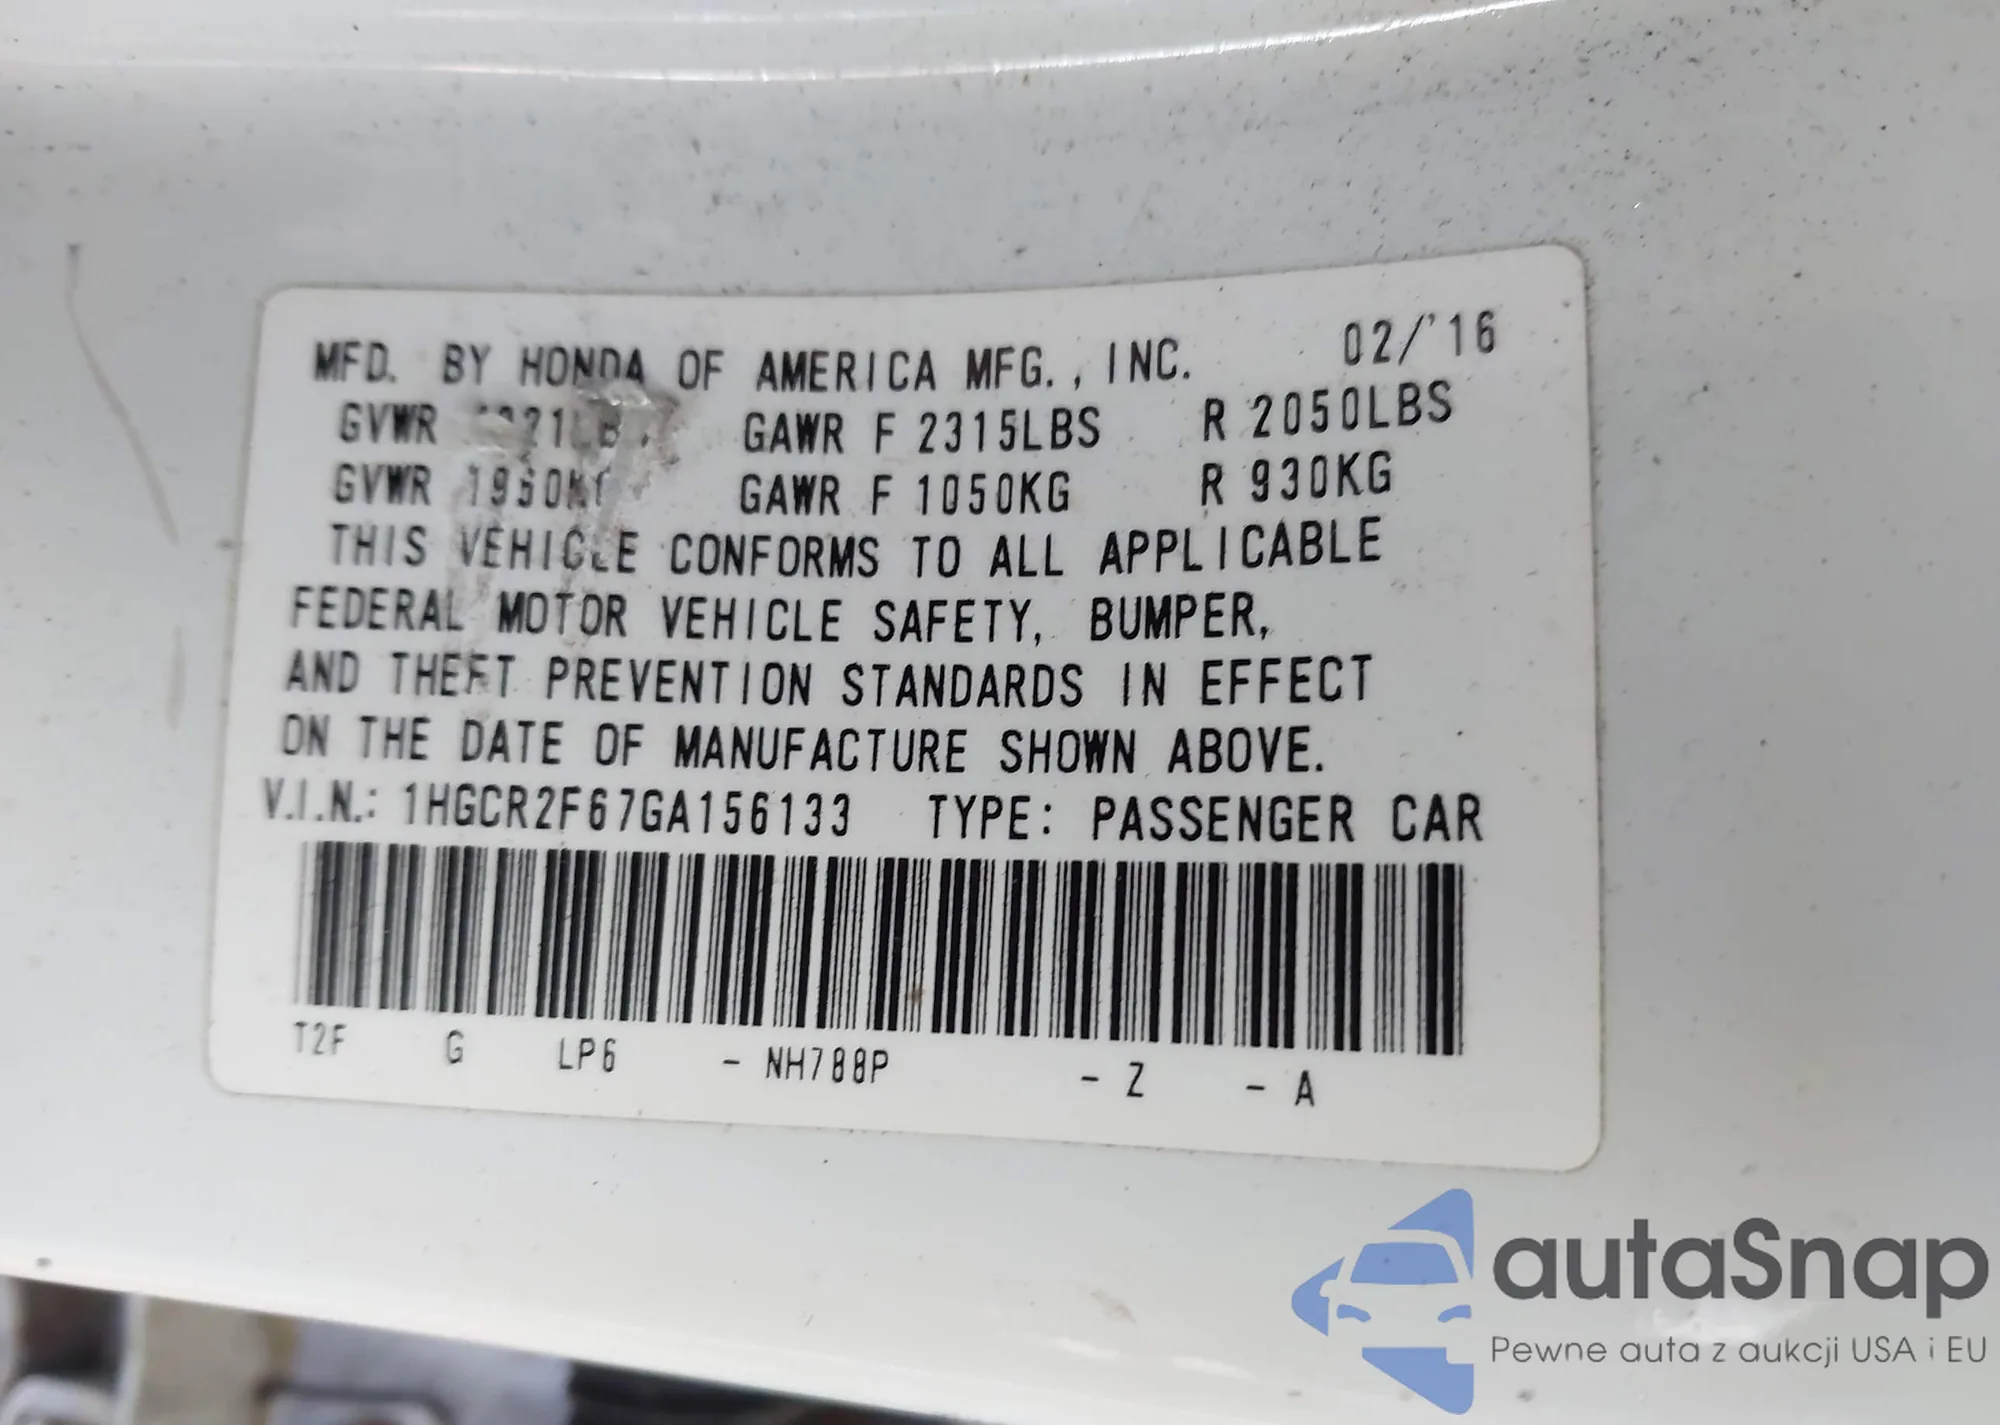 MFD. BY HONDA OF AMERICA MFG., INC. 02/'16
GVWR GAWR F 2315LBS R 2050LBS
GVWR GAWR F 1050KG R 930KG
THIS VEHICLE CONFORMS TO ALL APPLICABLE
FEDERAL MOTOR VEHICLE SAFETY, BUMPER,
AND THEFT PREVENTION STANDARDS IN EFFECT
ON THE DATE OF MANUFACTURE SHOWN ABOVE.
V.I.N.: 1HGCR2F67GA156133 TYPE: PASSENGER CAR
T2F G LP6 - NH788P - Z - A
autaSnap
Pewne auta z aukcji USA i EU